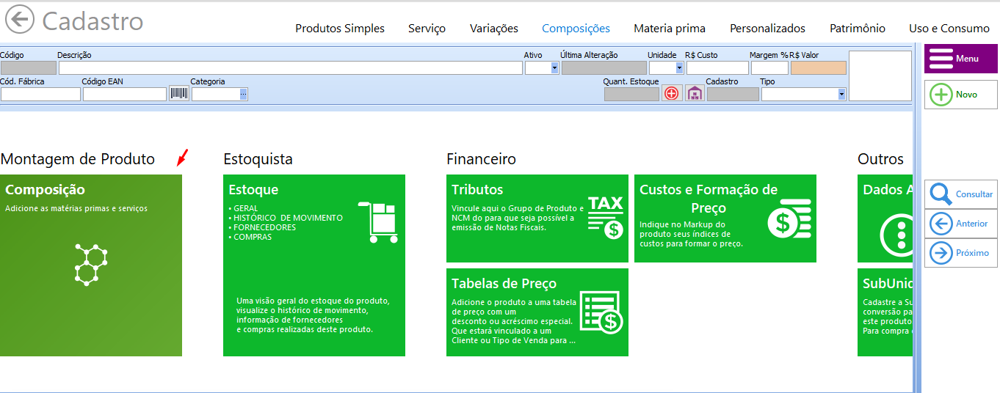 Cadastro
Produtos Simples
Serviço
Variações
Composições
Materia prima
Personalizados
Patrimônio
Uso e Consumo
Código
Descrição
Ativo
Última Alteração
Unidade
R$ Custo
Margem %
R$ Valor
Cód. Fábrica
Código EAN
Categoria
Quant. Estoque
Cadastro
Tipo
Menu
Novo
Consultar
Anterior
Próximo
Montagem de Produto
Composição
Adicione as matérias primas e serviços
Estoquista
Estoque
• GERAL
• HISTÓRICO DE MOVIMENTO
• FORNECEDORES
• COMPRAS
Uma visão geral do estoque do produto,
visualize o histórico de movimento,
informação de fornecedores
e compras realizadas deste produto.
Financeiro
Tributos
Vincule aqui o Grupo de Produto e
NCM do para que seja possível a
emissão de Notas Fiscais.
TAX
Custos e Formação de
Preço
Indique no Markup do
produto seus índices de
custos para formar o preço.
Tabelas de Preço
Adicione o produto a uma tabela
de preço com um
desconto ou acréscimo especial.
Que estará vinculado a um
Cliente ou Tipo de Venda para ...
Outros
Dados A
SubUnid
Cadastre a Su
conversão pa
este produto
Para compra